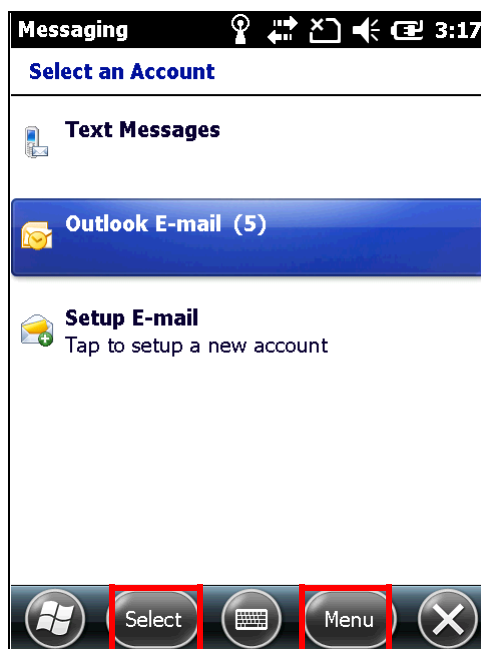 Messaging 3:17
Select an Account
Text Messages
Outlook E-mail (5)
Setup E-mail
Tap to setup a new account
Select Menu